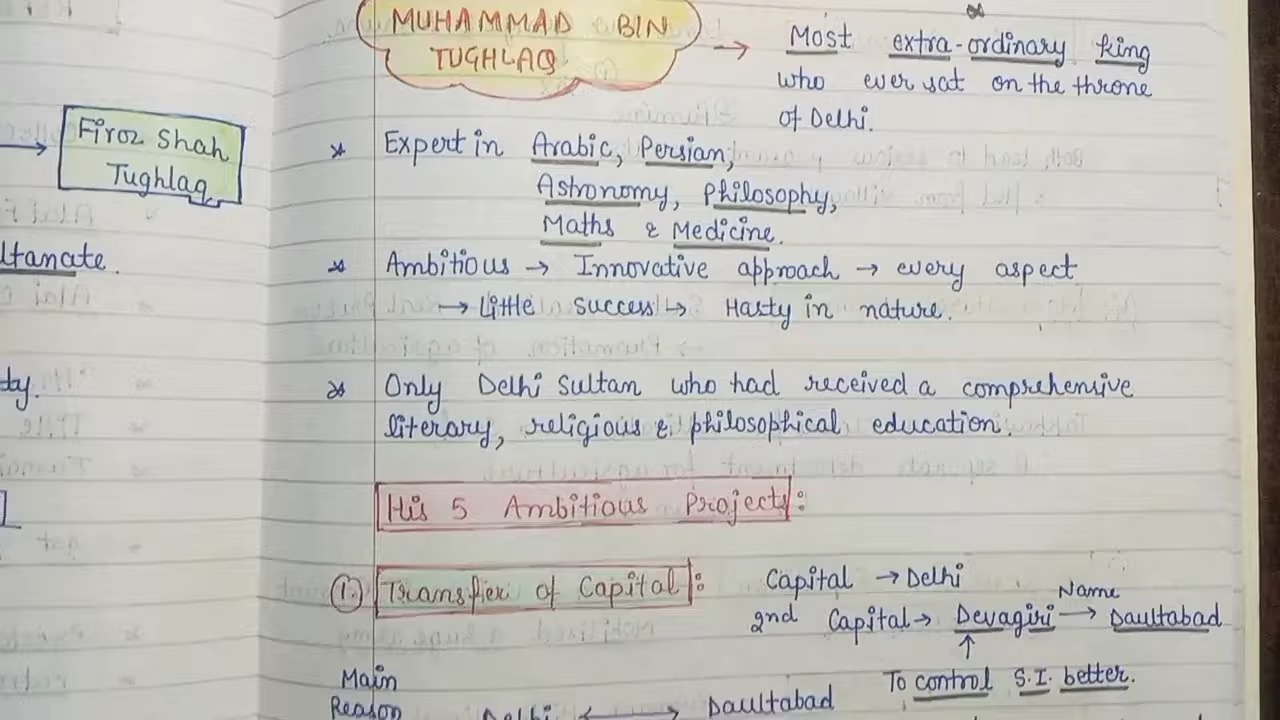 Firoz Shah
Tughlaq
ltanate.
dy.
MUHAMMAD BIN
TUGHLAQ
→ Most extra-ordinary king
who ever sat on the throne
of Delhi.
* Expert in Arabic, Persian,
Astronomy, Philosophy,
Maths & Medicine.
* Ambitious → Innovative approach → every aspect
→ Little success → Hasty in nature.
* Only Delhi Sultan who had received a comprehensive
literary, religious & philosophical education.
His 5 Ambitious Projects:
1. Transfer of Capital:
Capital → Delhi
2nd Capital → Devagiri Name → Daultabad
↑
To control S.I. better.
Main
Reason
Delhi ↔ Daultabad